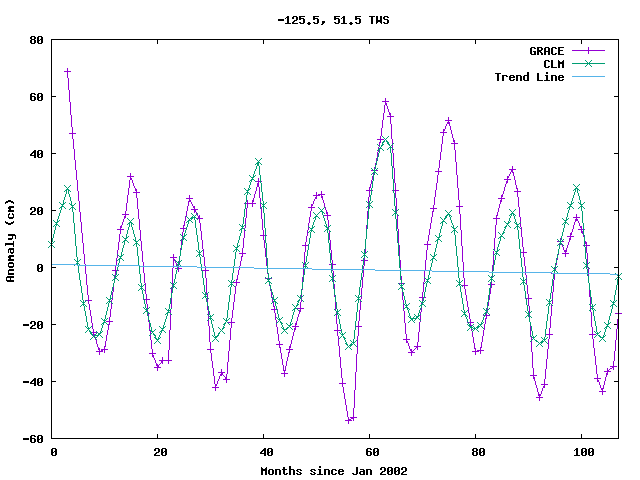 -125.5, 51.5 TWS
GRACE
CLM
Trend Line
80
60
40
20
0
-20
-40
-60
Anomaly (cm)
0 20 40 60 80 100
Months since Jan 2002